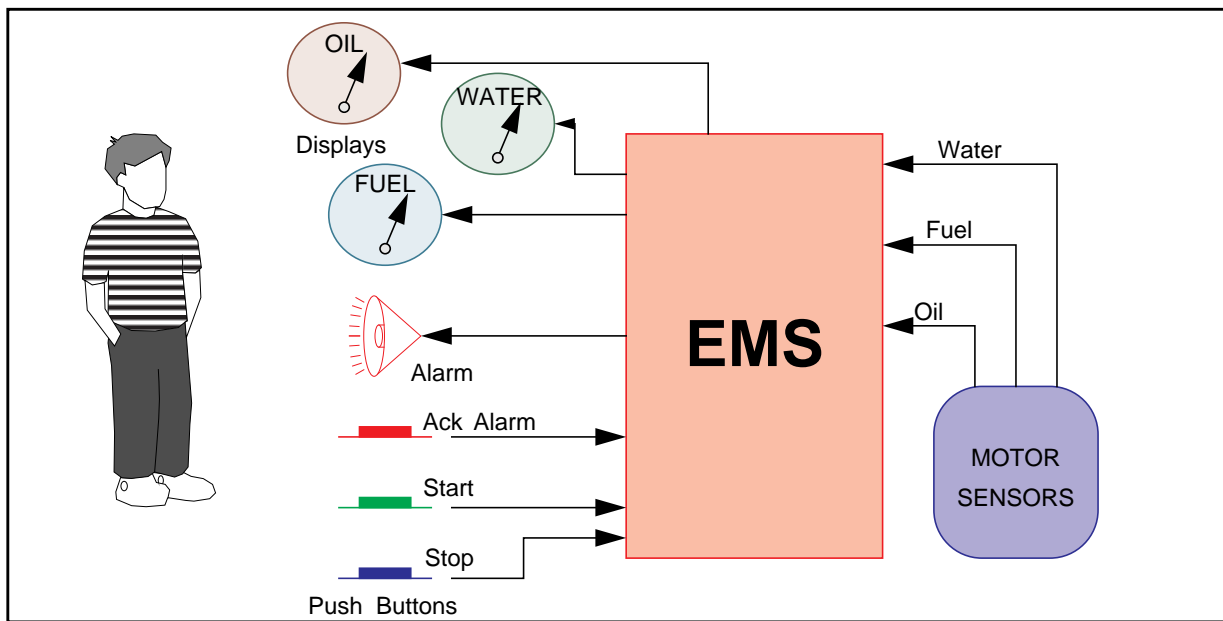 OIL
WATER
Displays
FUEL
Alarm
Ack Alarm
Start
Stop
Push Buttons
EMS
Water
Fuel
Oil
MOTOR
SENSORS